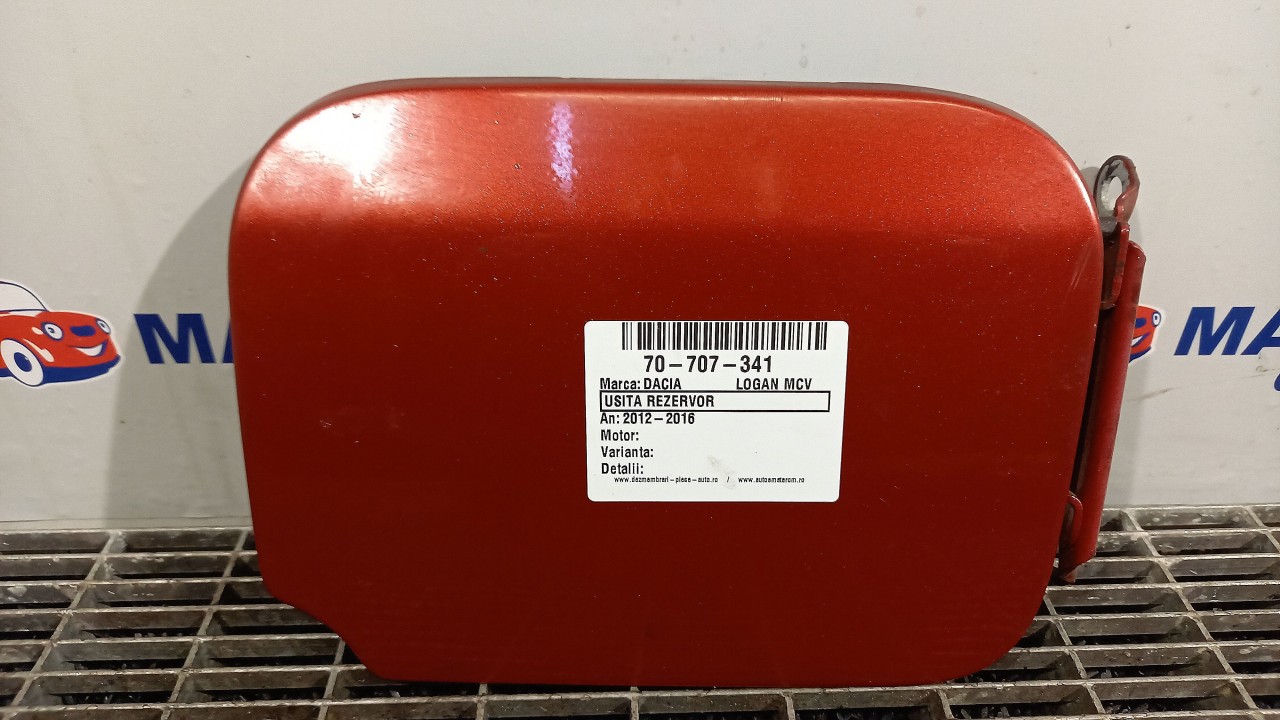 MA
MA
70-707-341
Marca: DACIA LOGAN MCV
USITA REZERVOR
An: 2012-2016
Motor:
Varianta:
Detalii:
www.dezmembrari-piese-auto.ro / www.autoamatarom.ro